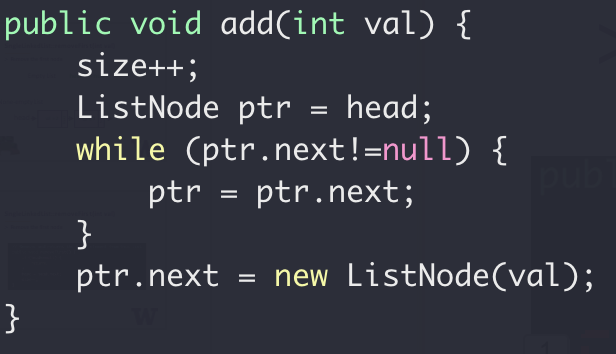 public void add(int val) {
    size++;
    ListNode ptr = head;
    while (ptr.next!=null) {
        ptr = ptr.next;
    }
    ptr.next = new ListNode(val);
}